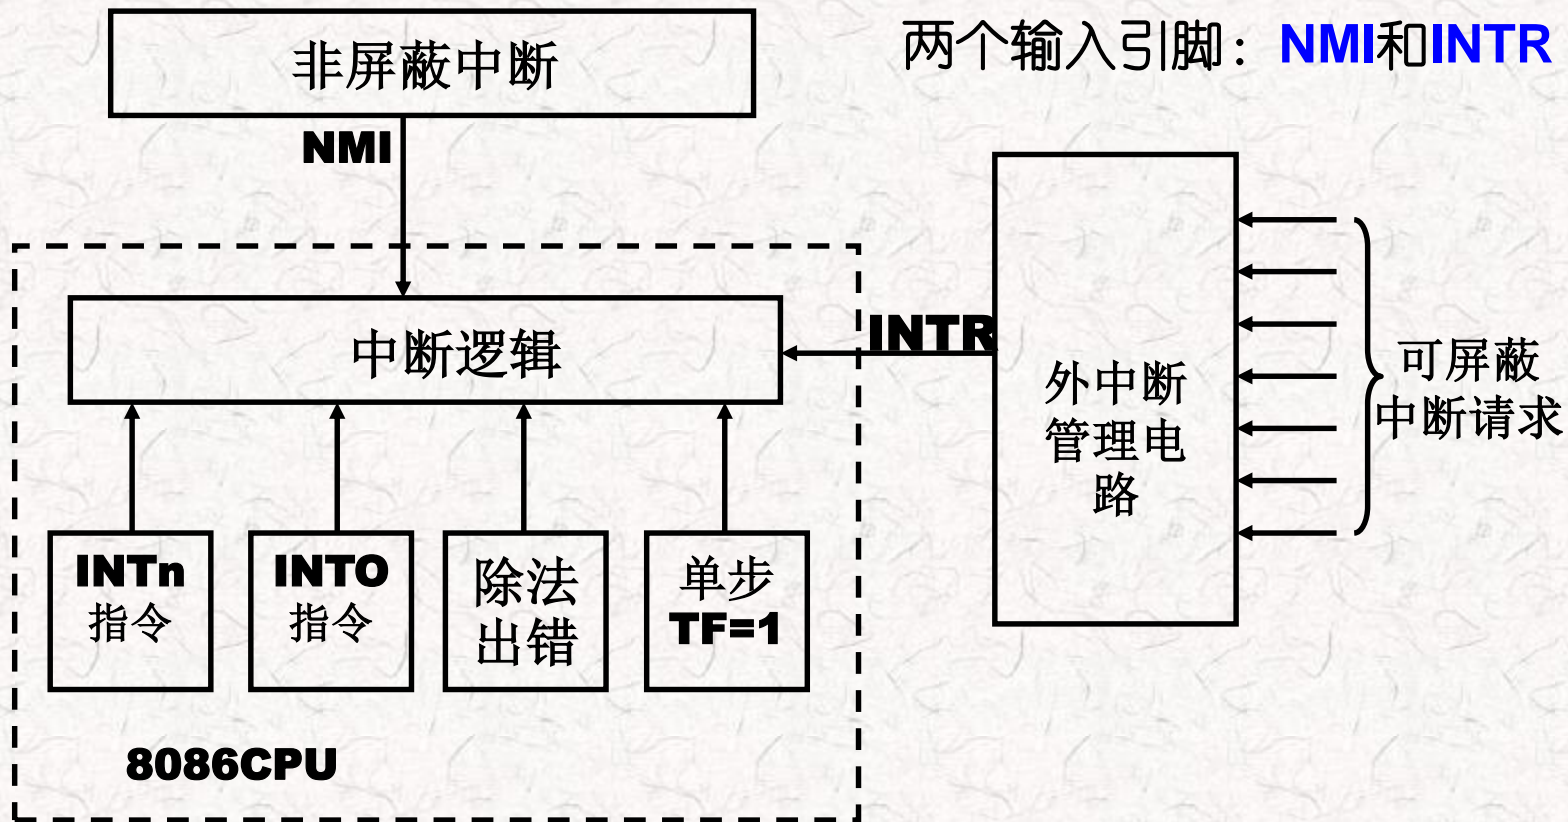 非屏蔽中断
两个输入引脚：NMI和INTR
NMI
中断逻辑
INTR
外中断
管理电
路
可屏蔽
中断请求
INTn
指令
INTO
指令
除法
出错
单步
TF=1
8086CPU